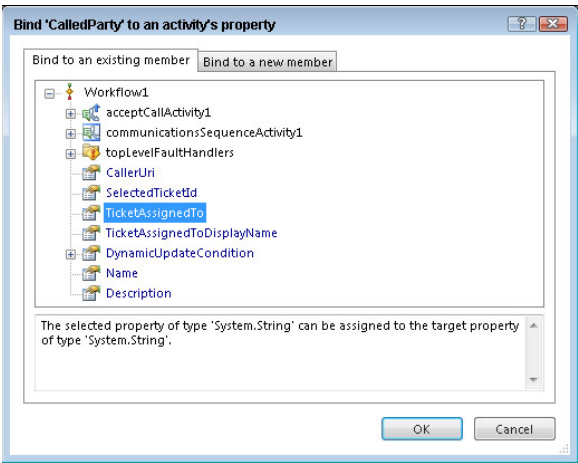 Bind 'CalledParty' to an activity's property
Bind to an existing member
Bind to a new member
Workflow1
acceptCallActivity1
communicationsSequenceActivity1
topLevelFaultHandlers
CallerUri
SelectedTicketId
TicketAssignedTo
TicketAssignedToDisplayName
DynamicUpdateCondition
Name
Description
The selected property of type 'System.String' can be assigned to the target property
of type 'System.String'.
OK
Cancel